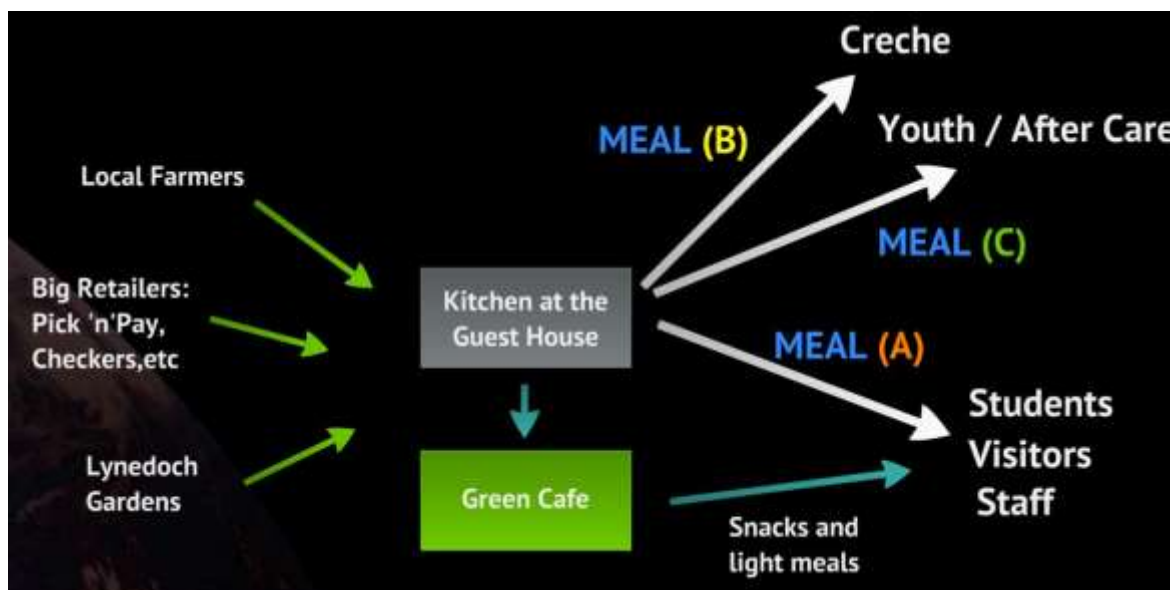 Creche
MEAL (B)
Youth / After Care
Local Farmers
MEAL (C)
Big Retailers:
Pick 'n'Pay,
Checkers,etc
Kitchen at the
Guest House
MEAL (A)
Students
Visitors
Staff
Lynedoch
Gardens
Green Cafe
Snacks and
light meals